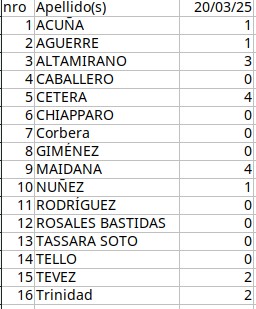 nro Apellido(s) 20/03/25
1 ACUÑA 1
2 AGUERRE 1
3 ALTAMIRANO 3
4 CABALLERO 0
5 CETERA 4
6 CHIAPPARO 0
7 Corbera 0
8 GIMÉNEZ 0
9 MAIDANA 4
10 NUÑEZ 1
11 RODRÍGUEZ 0
12 ROSALES BASTIDAS 0
13 TASSARA SOTO 0
14 TELLO 0
15 TEVEZ 2
16 Trinidad 2